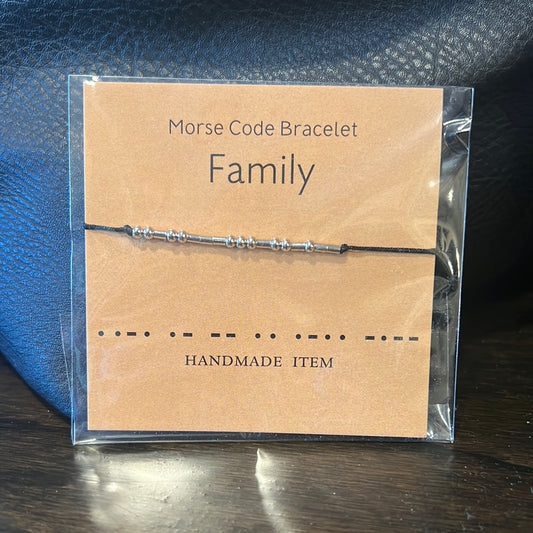 Morse Code Bracelet
Family
••–• •– –– •• •–•• –•––
HANDMADE ITEM